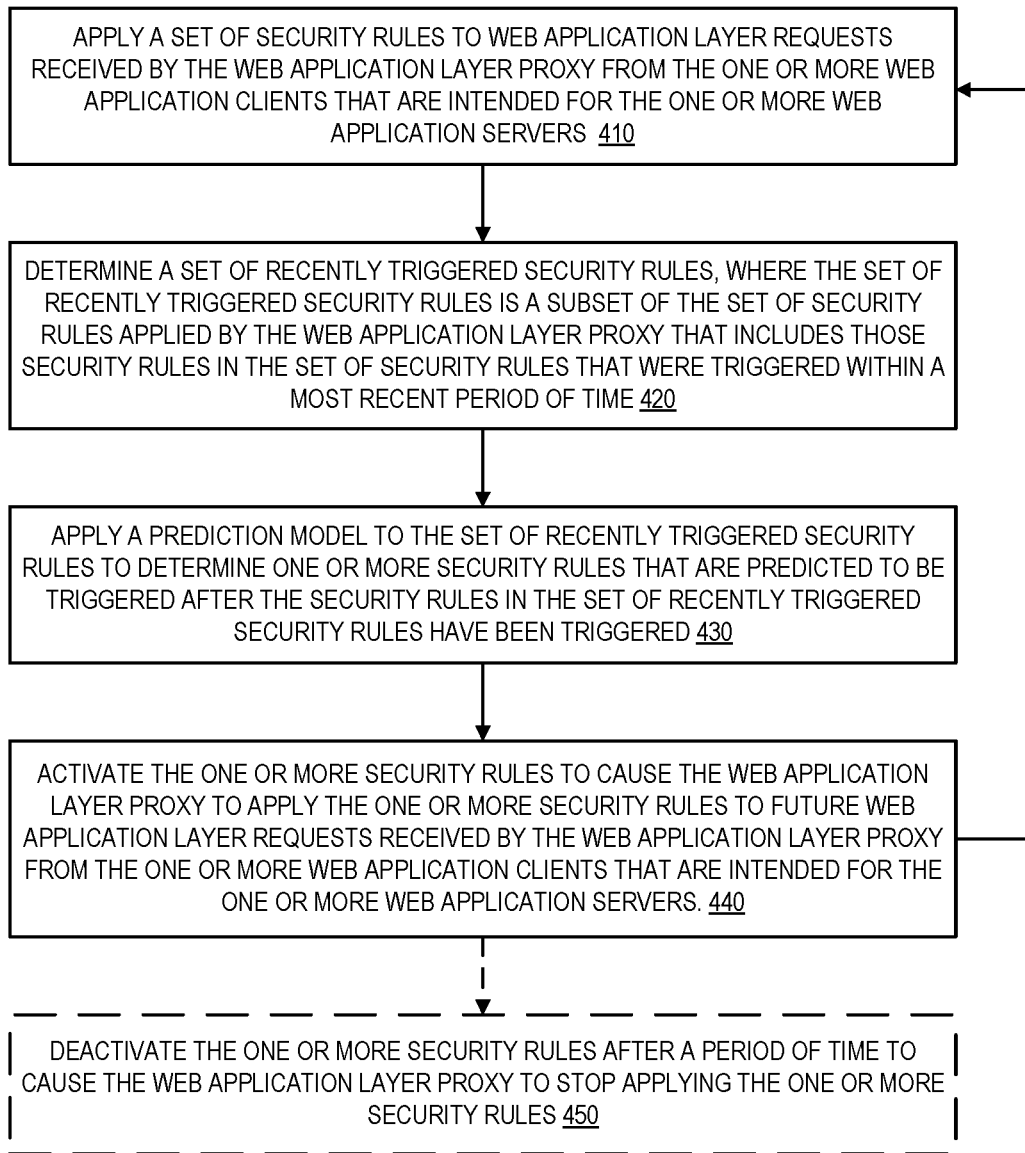 APPLY A SET OF SECURITY RULES TO WEB APPLICATION LAYER REQUESTS
RECEIVED BY THE WEB APPLICATION LAYER PROXY FROM THE ONE OR MORE WEB
APPLICATION CLIENTS THAT ARE INTENDED FOR THE ONE OR MORE WEB
APPLICATION SERVERS 410
DETERMINE A SET OF RECENTLY TRIGGERED SECURITY RULES, WHERE THE SET OF
RECENTLY TRIGGERED SECURITY RULES IS A SUBSET OF THE SET OF SECURITY
RULES APPLIED BY THE WEB APPLICATION LAYER PROXY THAT INCLUDES THOSE
SECURITY RULES IN THE SET OF SECURITY RULES THAT WERE TRIGGERED WITHIN A
MOST RECENT PERIOD OF TIME 420
APPLY A PREDICTION MODEL TO THE SET OF RECENTLY TRIGGERED SECURITY
RULES TO DETERMINE ONE OR MORE SECURITY RULES THAT ARE PREDICTED TO BE
TRIGGERED AFTER THE SECURITY RULES IN THE SET OF RECENTLY TRIGGERED
SECURITY RULES HAVE BEEN TRIGGERED 430
ACTIVATE THE ONE OR MORE SECURITY RULES TO CAUSE THE WEB APPLICATION
LAYER PROXY TO APPLY THE ONE OR MORE SECURITY RULES TO FUTURE WEB
APPLICATION LAYER REQUESTS RECEIVED BY THE WEB APPLICATION LAYER PROXY
FROM THE ONE OR MORE WEB APPLICATION CLIENTS THAT ARE INTENDED FOR THE
ONE OR MORE WEB APPLICATION SERVERS. 440
DEACTIVATE THE ONE OR MORE SECURITY RULES AFTER A PERIOD OF TIME TO
CAUSE THE WEB APPLICATION LAYER PROXY TO STOP APPLYING THE ONE OR MORE
SECURITY RULES 450